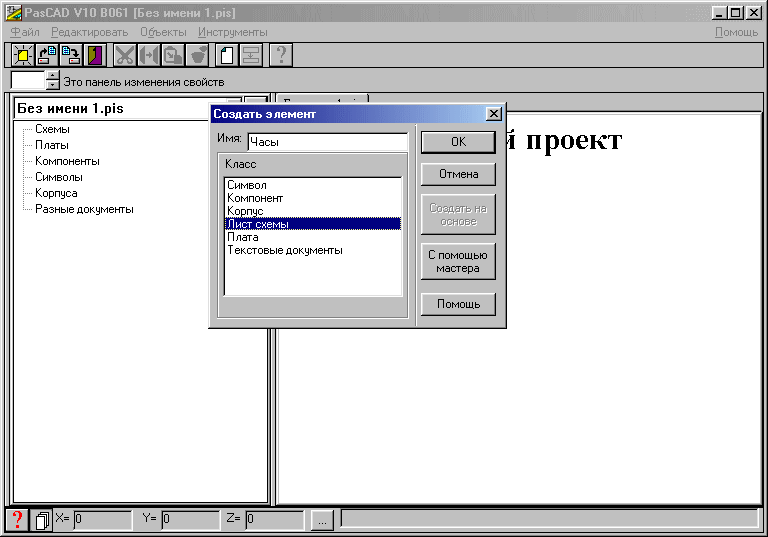 PasCAD V10 B061 [Без имени 1.pis]
Файл Редактировать Объекты Инструменты Помощь
Это панель изменения свойств
Без имени 1.pis
Схемы
Платы
Компоненты
Символы
Корпуса
Разные документы
проект
Создать элемент
Имя: Часы
OK
Класс
Отмена
Символ
Компонент
Корпус
Лист схемы
Плата
Текстовые документы
Создать на
основе
С помощью
мастера
Помощь
X= 0 Y= 0 Z= 0 ...